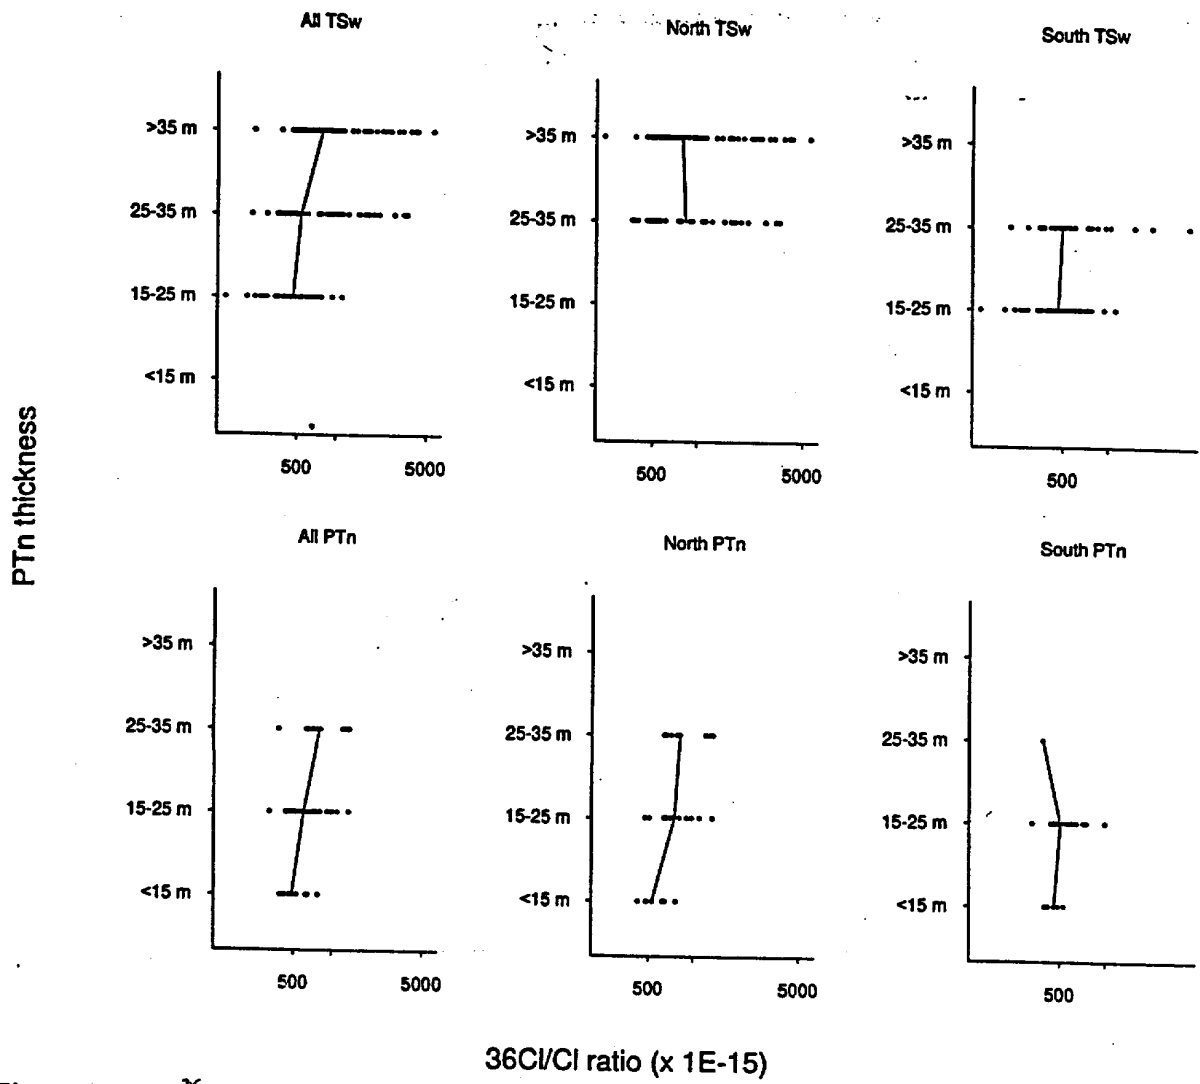 All TSw
North TSw
South TSw
>35 m
25-35 m
15-25 m
<15 m
500
5000
>35 m
25-35 m
15-25 m
<15 m
500
5000
>35 m
25-35 m
15-25 m
<15 m
500
PTn thickness
All PTn
North PTn
South PTn
>35 m
25-35 m
15-25 m
<15 m
500
5000
>35 m
25-35 m
15-25 m
<15 m
500
5000
>35 m
25-35 m
15-25 m
<15 m
500
36Cl/Cl ratio (x 1E-15)